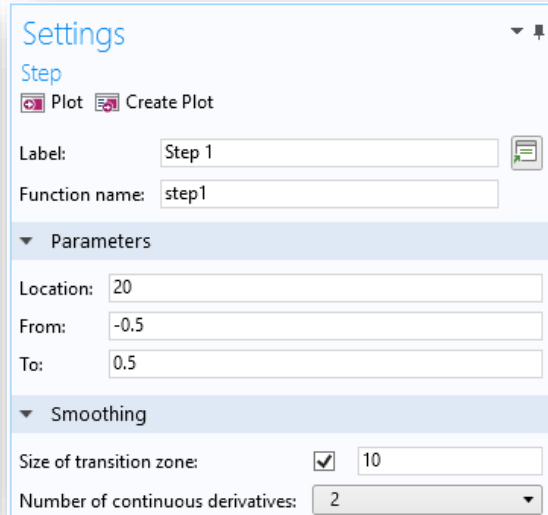 Settings
Step
Plot Create Plot
Label: Step 1
Function name: step1
Parameters
Location: 20
From: -0.5
To: 0.5
Smoothing
Size of transition zone: 10
Number of continuous derivatives: 2